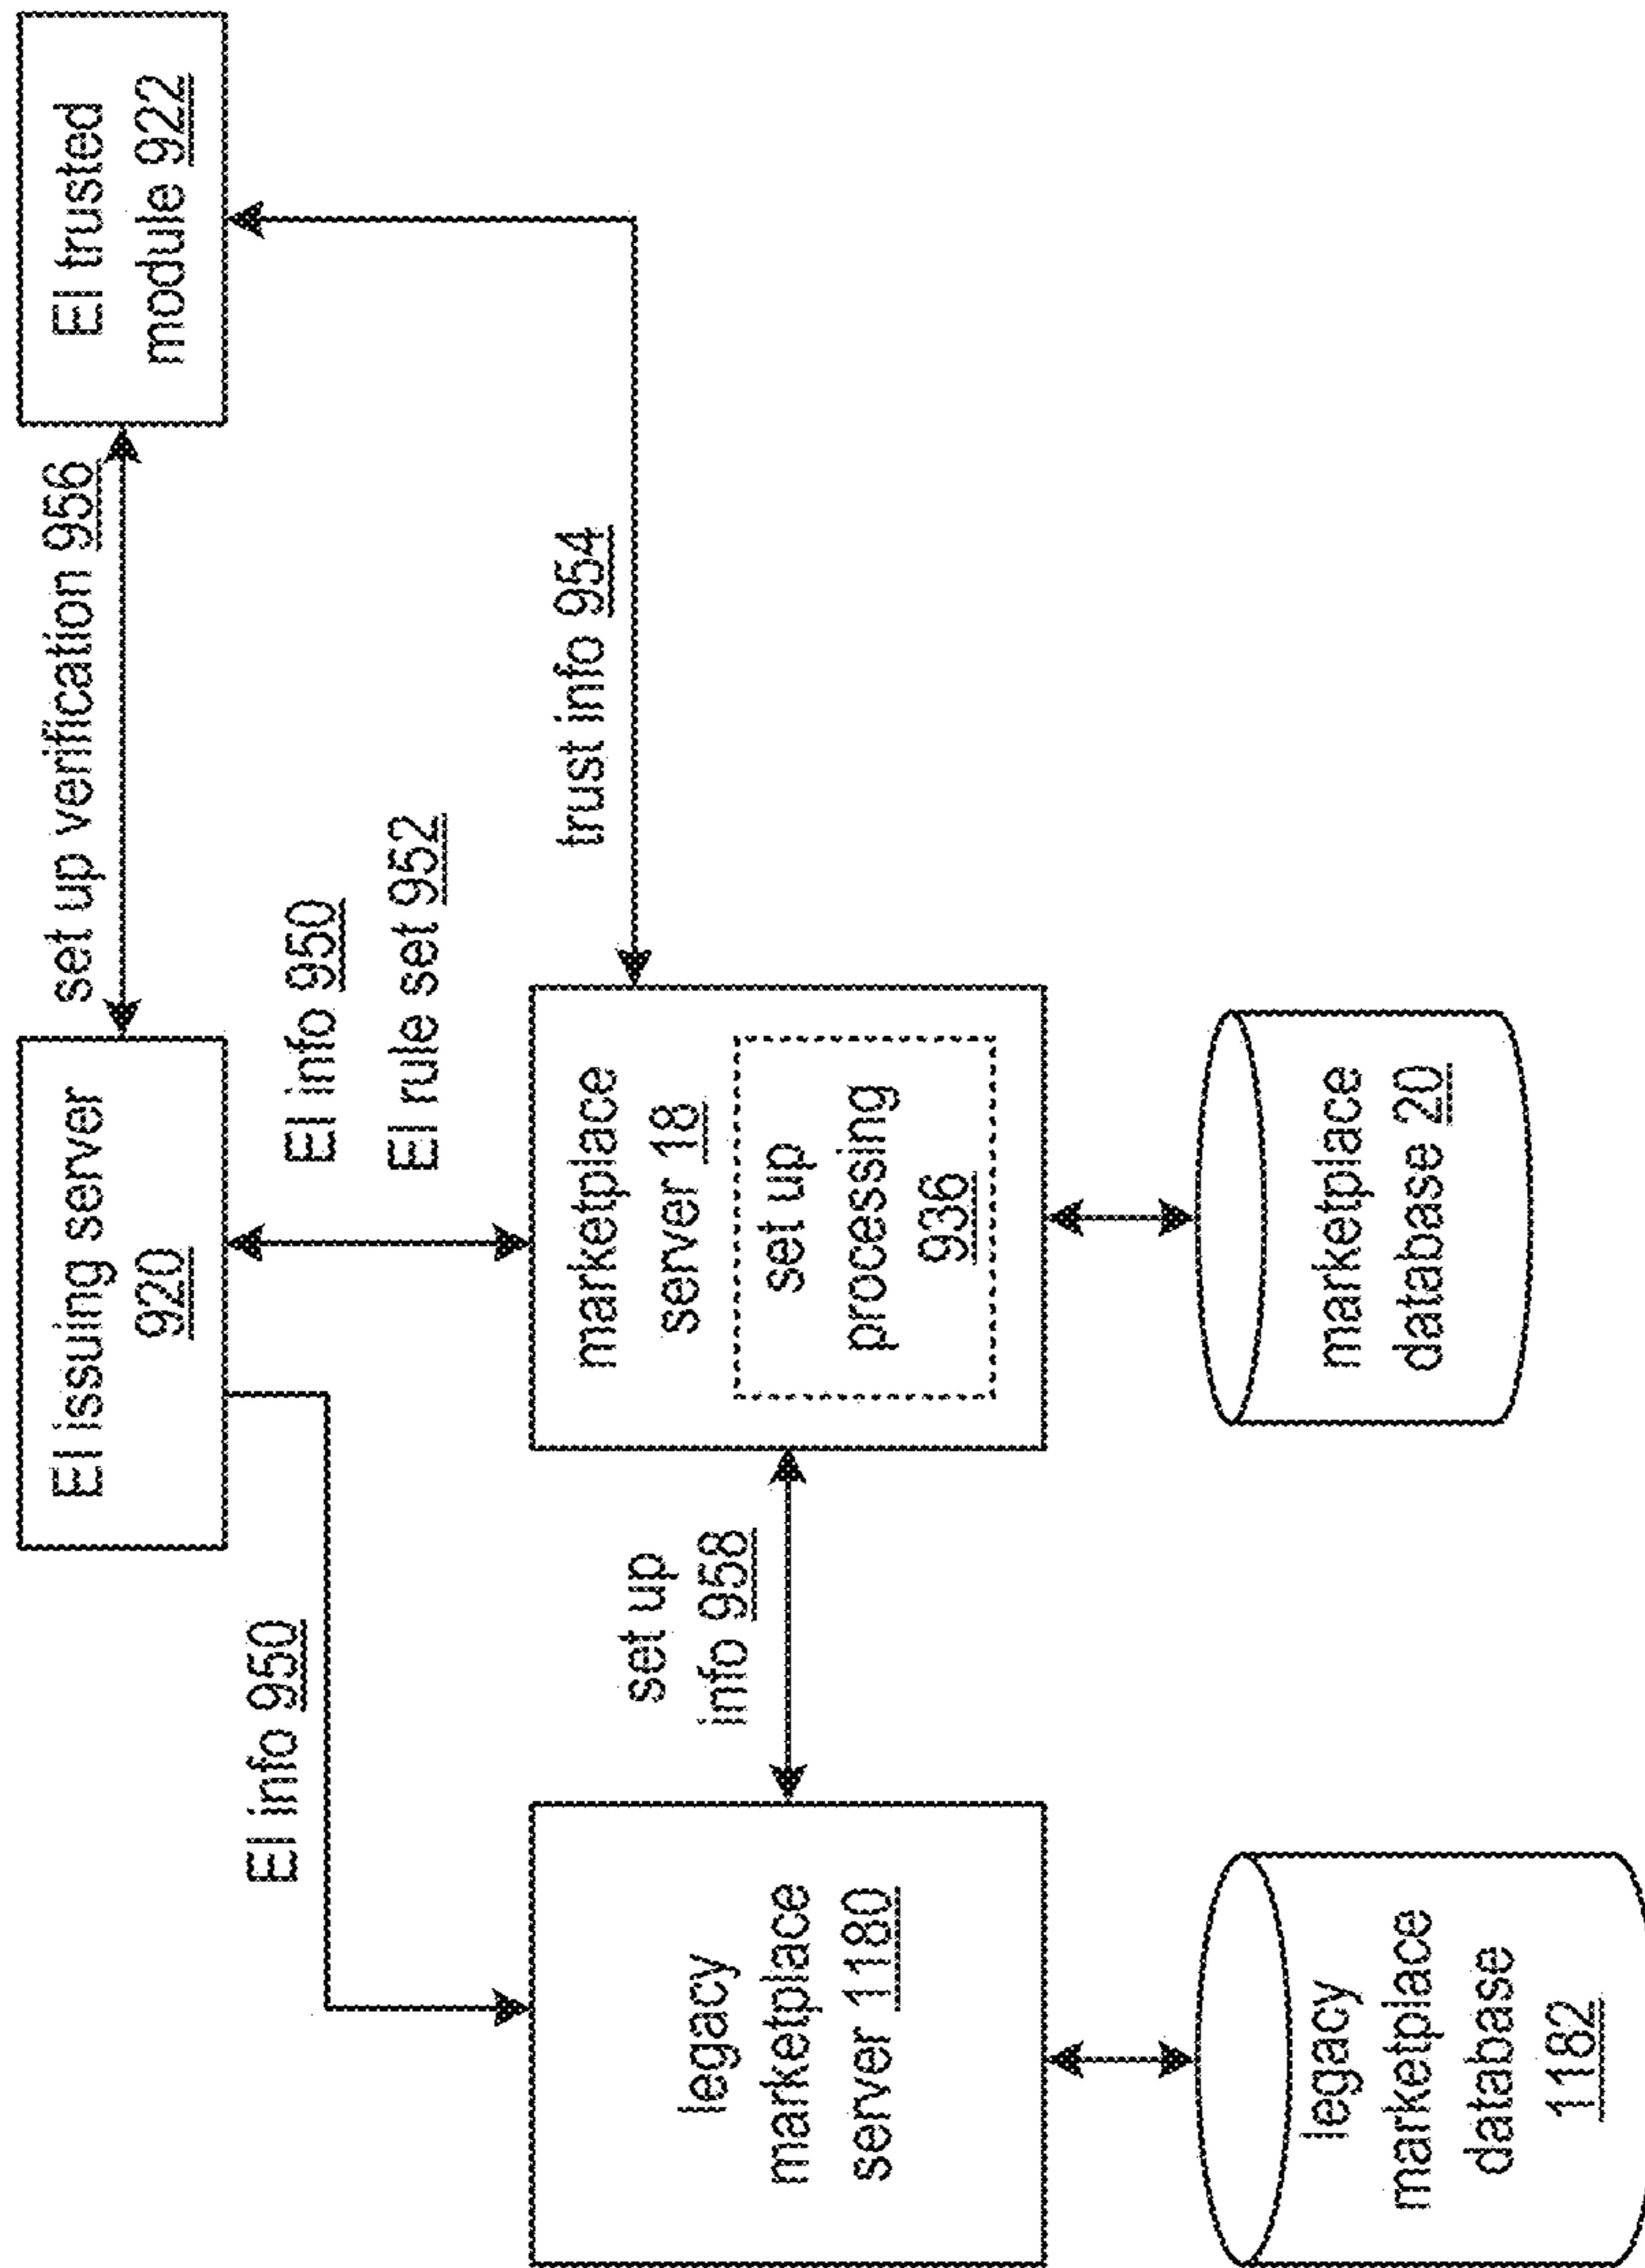 EI issuing server
920
set up verification 956
EI trusted
module 922
EI info 950
EI info 950
EI rule set 952
trust info 954
legacy
marketplace
server 1180
set up
info 958
marketplace
server 18
set up
processing
936
legacy
marketplace
database
1182
marketplace
database 20